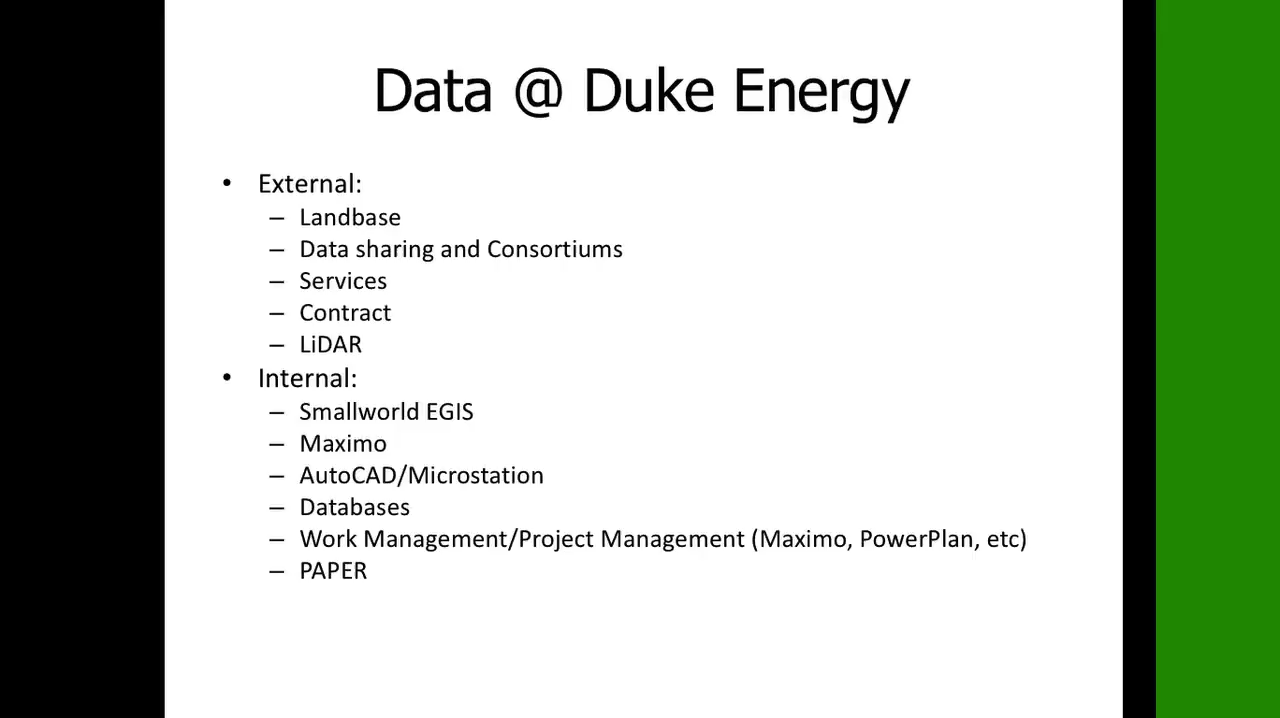 Data @ Duke Energy
• External:
– Landbase
– Data sharing and Consortiums
– Services
– Contract
– LiDAR
• Internal:
– Smallworld EGIS
– Maximo
– AutoCAD/Microstation
– Databases
– Work Management/Project Management (Maximo, PowerPlan, etc)
– PAPER